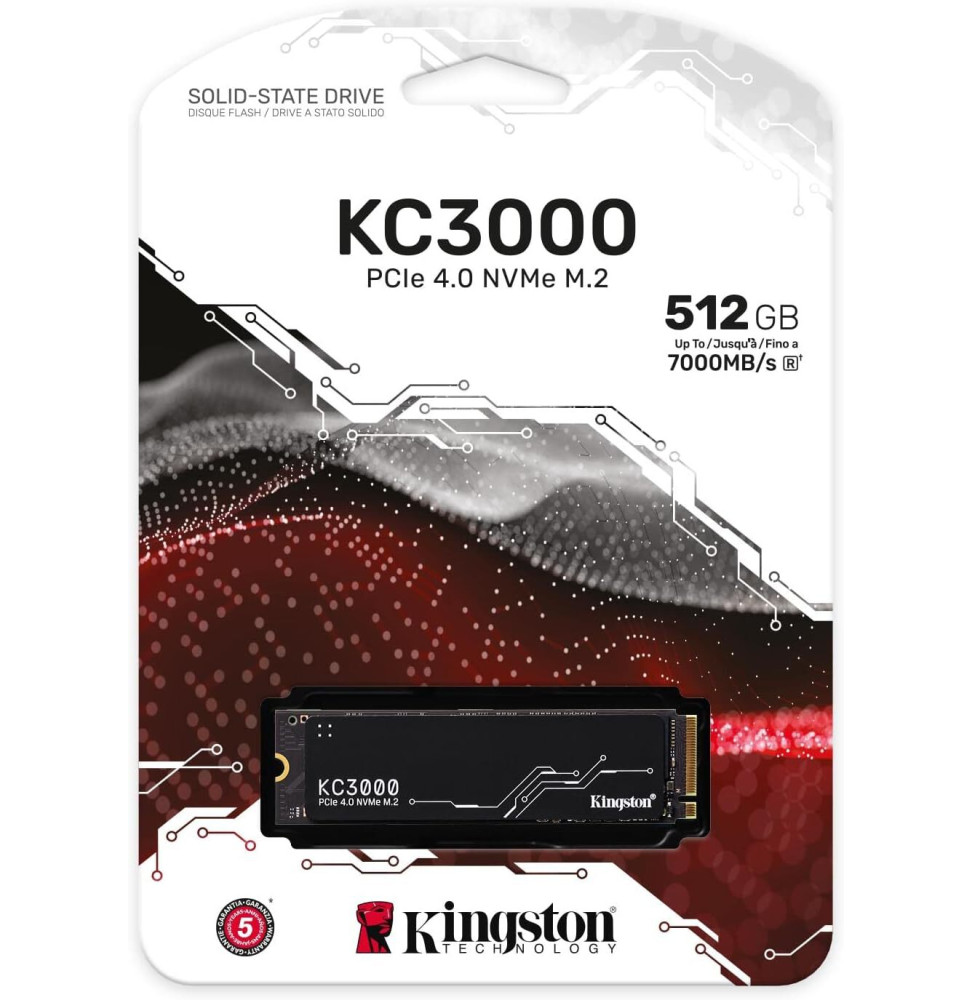 SOLID-STATE DRIVE
DISQUE FLASH / DRIVE A STATO SOLIDO
KC3000
PCIe 4.0 NVMe M.2
512 GB
Up To / Jusqu'à / Fino a
7000MB/s R†
KC3000
PCIe 4.0 NVMe M.2
Kingston®
5
Kingston®
TECHNOLOGY